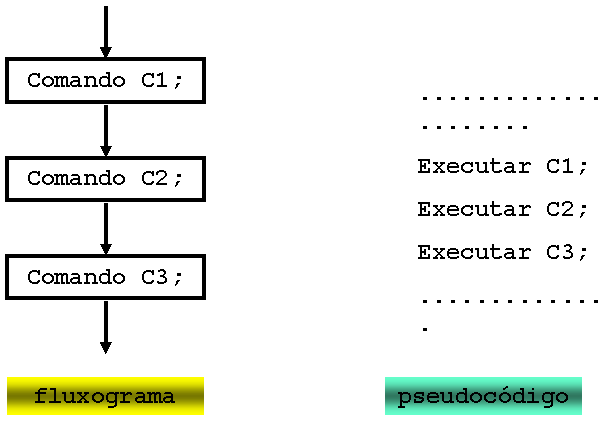 Comando C1;
Comando C2;
Comando C3;
fluxograma
.............
........
Executar C1;
Executar C2;
Executar C3;
.............
.
pseudocódigo